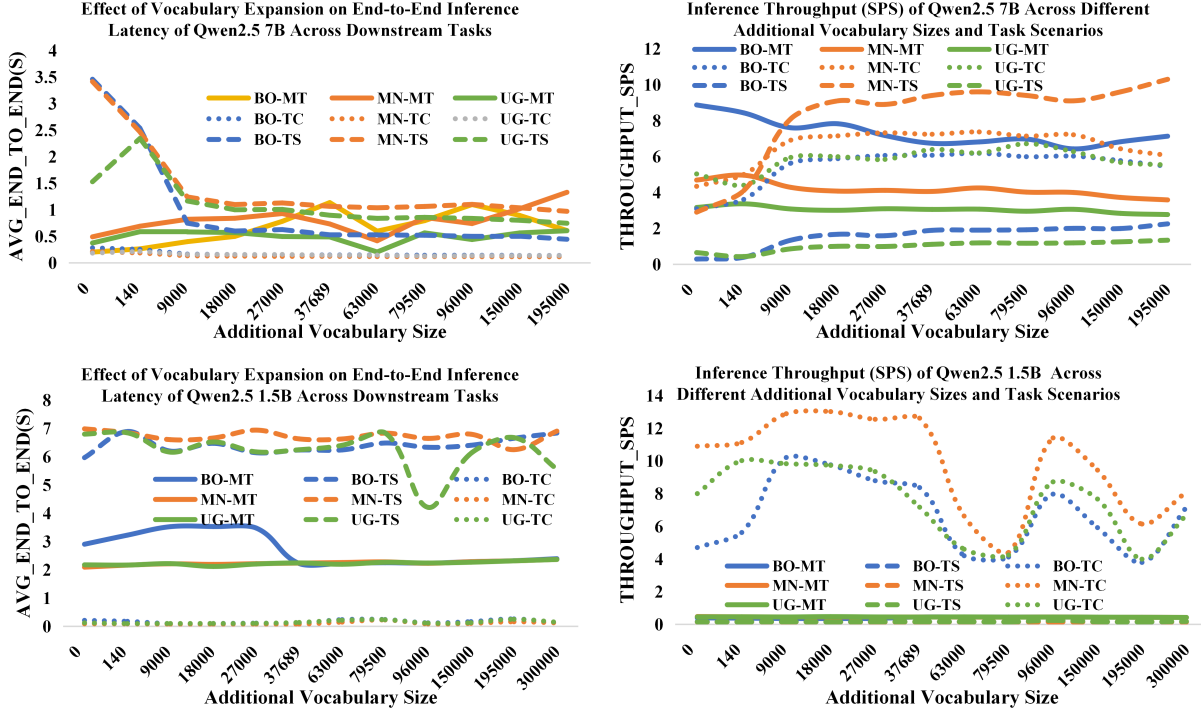 Effect of Vocabulary Expansion on End-to-End Inference
Latency of Qwen2.5 7B Across Downstream Tasks
AVG_END_TO_END(S)
4
3.5
3
2.5
2
1.5
1
0.5
0
BO-MT MN-MT UG-MT
BO-TC MN-TC UG-TC
BO-TS MN-TS UG-TS
0 140 90000 18000 27000 37689 63000 79500 96000 150000 195000
Additional Vocabulary Size
Inference Throughput (SPS) of Qwen2.5 7B Across Different
Additional Vocabulary Sizes and Task Scenarios
THROUGHPUT_SPS
12
10
8
6
4
2
0
BO-MT MN-MT UG-MT
BO-TC MN-TC UG-TC
BO-TS MN-TS UG-TS
0 140 90000 18000 27000 37689 63000 79500 96000 150000 195000
Additional Vocabulary Size
Effect of Vocabulary Expansion on End-to-End Inference
Latency of Qwen2.5 1.5B Across Downstream Tasks
AVG_END_TO_END(S)
8
7
6
5
4
3
2
1
0
BO-MT BO-TS BO-TC
MN-MT MN-TS MN-TC
UG-MT UG-TS UG-TC
0 140 90000 18000 27000 37689 63000 79500 96000 150000 195000 300000
Additional Vocabulary Size
Inference Throughput (SPS) of Qwen2.5 1.5B Across
Different Additional Vocabulary Sizes and Task Scenarios
THROUGHPUT_SPS
14
12
10
8
6
4
2
0
BO-MT BO-TS BO-TC
MN-MT MN-TS MN-TC
UG-MT UG-TS UG-TC
0 140 90000 18000 27000 37689 63000 79500 96000 150000 195000 300000
Additional Vocabulary Size